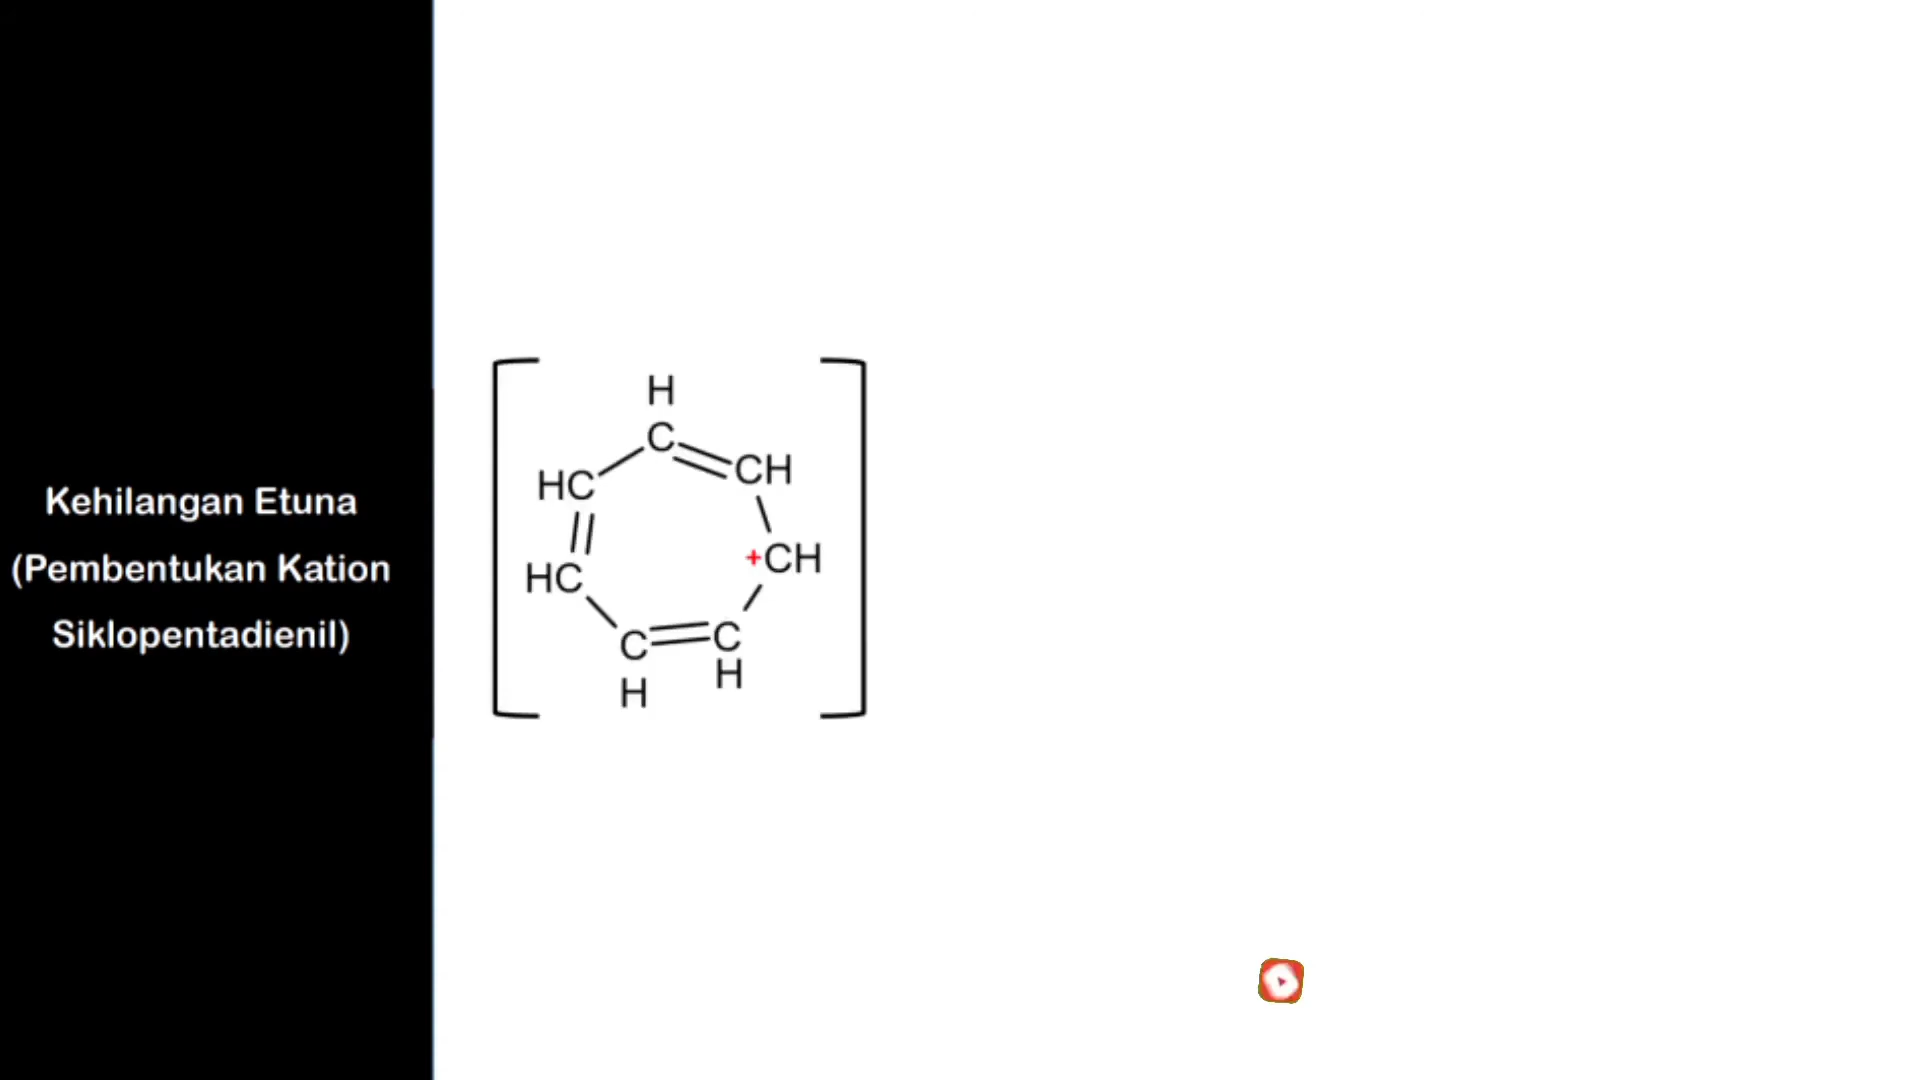 Kehilangan Etuna
(Pembentukan Kation
Siklopentadienil)
H
C
CH
HC
+CH
HC
C
C
H
H